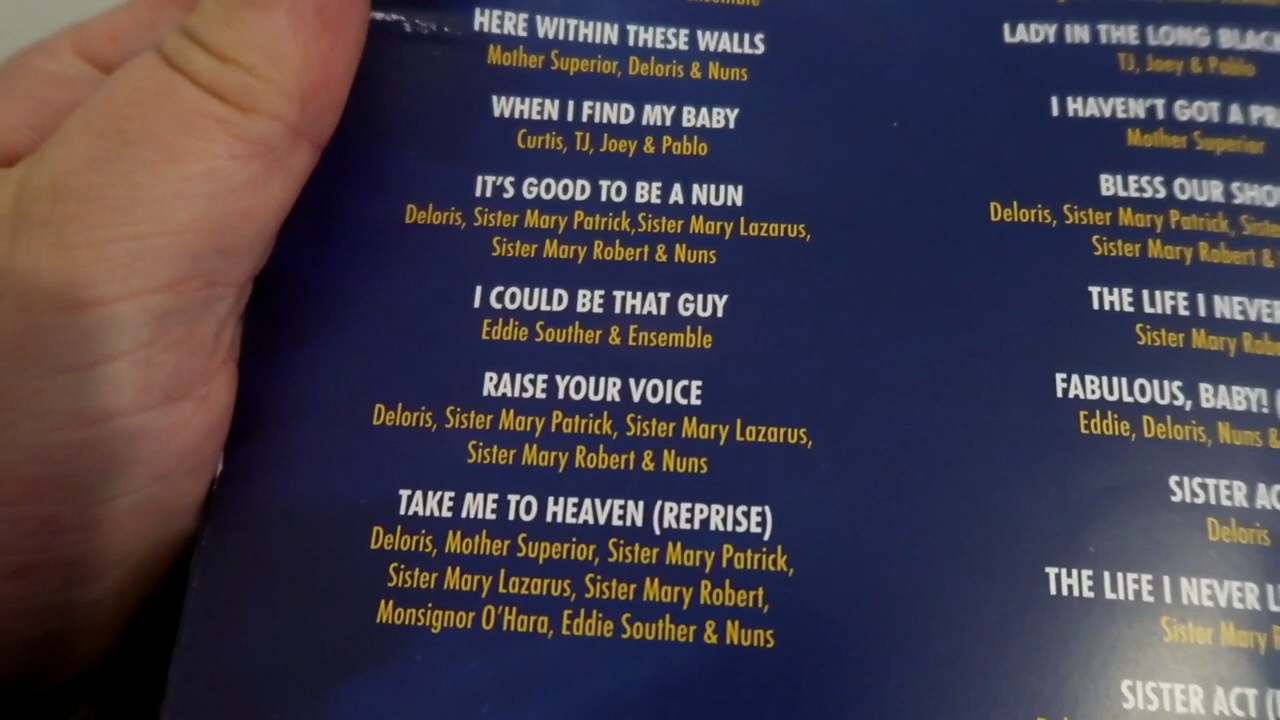 HERE WITHIN THESE WALLS
Mother Superior, Deloris & Nuns
WHEN I FIND MY BABY
Curtis, TJ, Joey & Pablo
IT'S GOOD TO BE A NUN
Deloris, Sister Mary Patrick,Sister Mary Lazarus,
Sister Mary Robert & Nuns
I COULD BE THAT GUY
Eddie Souther & Ensemble
RAISE YOUR VOICE
Deloris, Sister Mary Patrick, Sister Mary Lazarus,
Sister Mary Robert & Nuns
TAKE ME TO HEAVEN (REPRISE)
Deloris, Mother Superior, Sister Mary Patrick,
Sister Mary Lazarus, Sister Mary Robert,
Monsignor O'Hara, Eddie Souther & Nuns
LADY IN THE LONG BLACK
TJ, Joey & Pablo
I HAVEN'T GOT A
Mother Superior
BLESS OUR
Deloris, Sister Mary Patrick,
Sister Mary Robert &
THE LIFE I
Sister Mary
FABULOUS, BABY!
Eddie, Deloris, Nuns &
SISTER
Deloris
THE LIFE I NEVER
Sister Mary
SISTER ACT